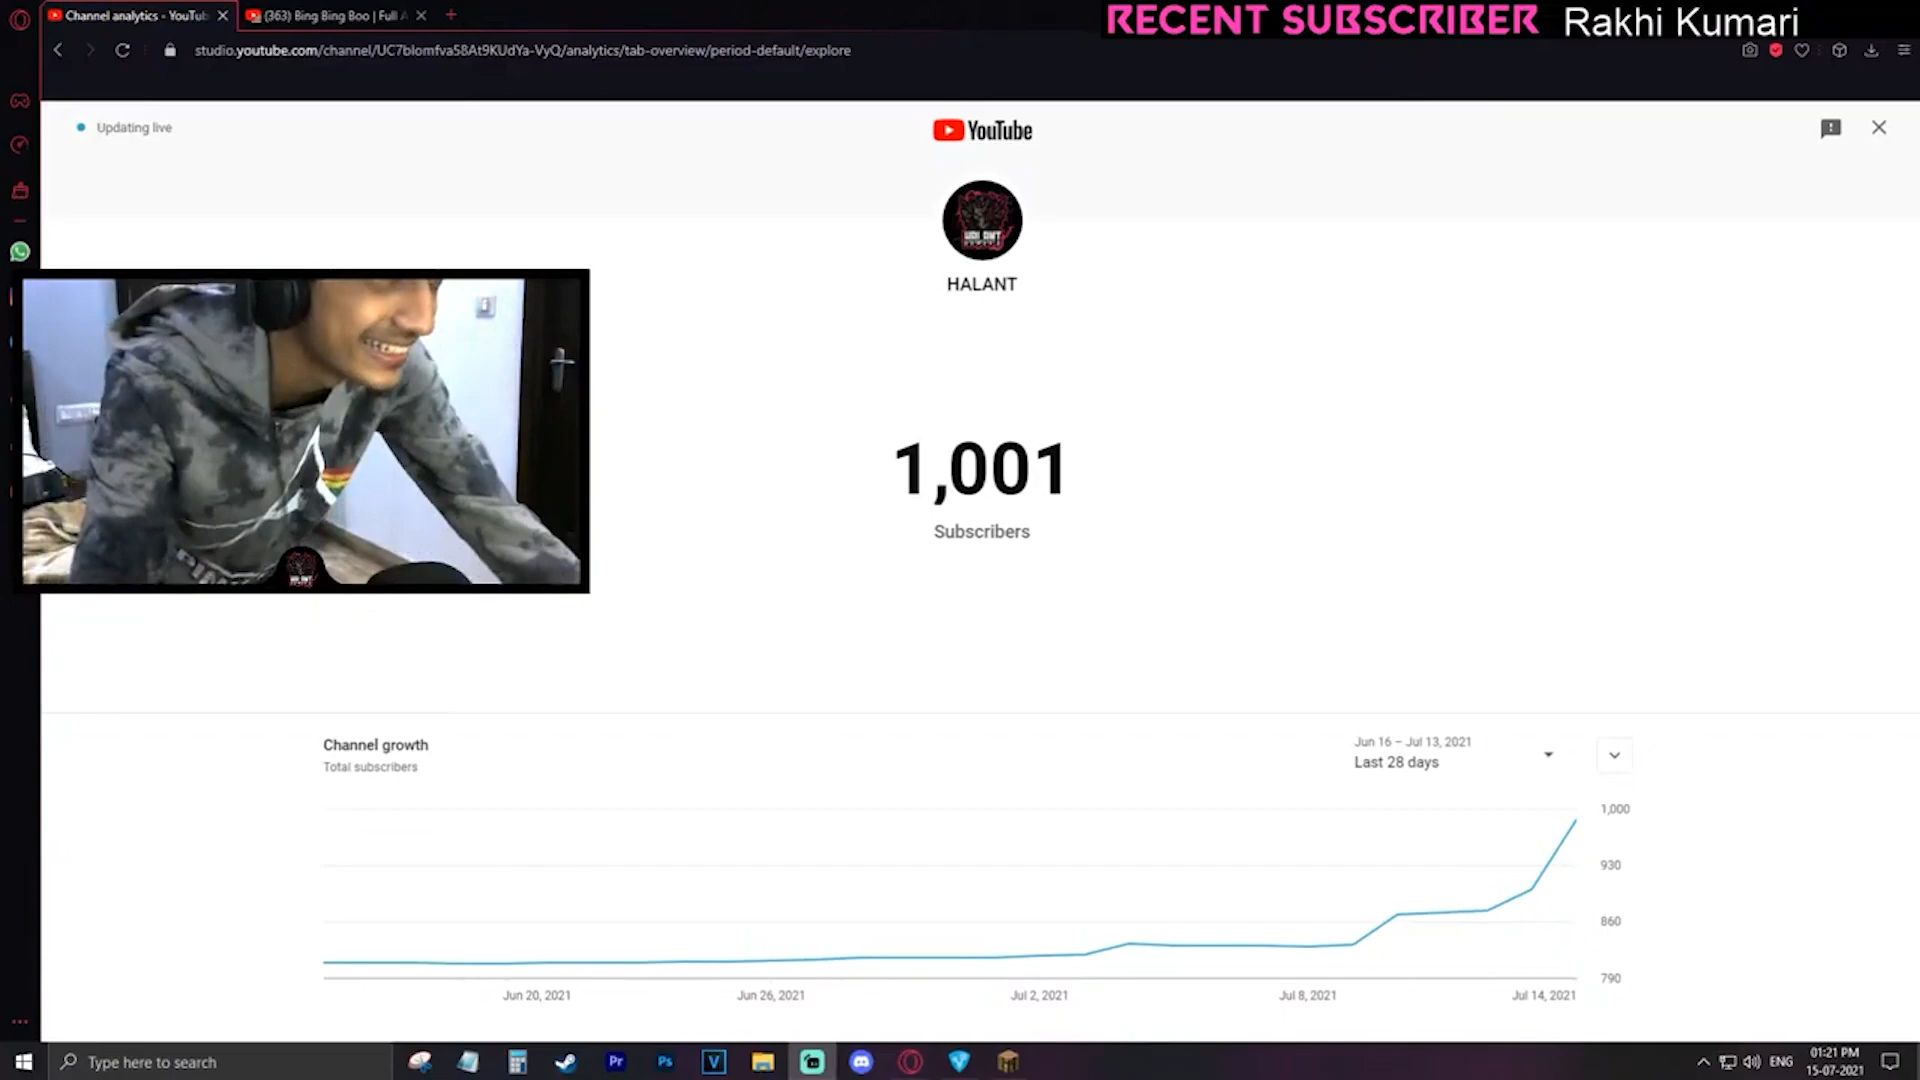 Channel analytics - YouTub
(363) Bing Bing Boo | Full A
RECENT SUBSCRIBER Rakhi Kumari
studio.youtube.com/channel/UC7blomfva58At9KUdYa-VyQ/analytics/tab-overview/period-default/explore
Updating live
YouTube
HALANT
1,001
Subscribers
Channel growth
Total subscribers
Jun 16 – Jul 13, 2021
Last 28 days
1,000
930
860
790
Jun 20, 2021
Jun 26, 2021
Jul 2, 2021
Jul 8, 2021
Jul 14, 2021
Type here to search
Pr
Ps
V
ENG
01:21 PM
15-07-2021